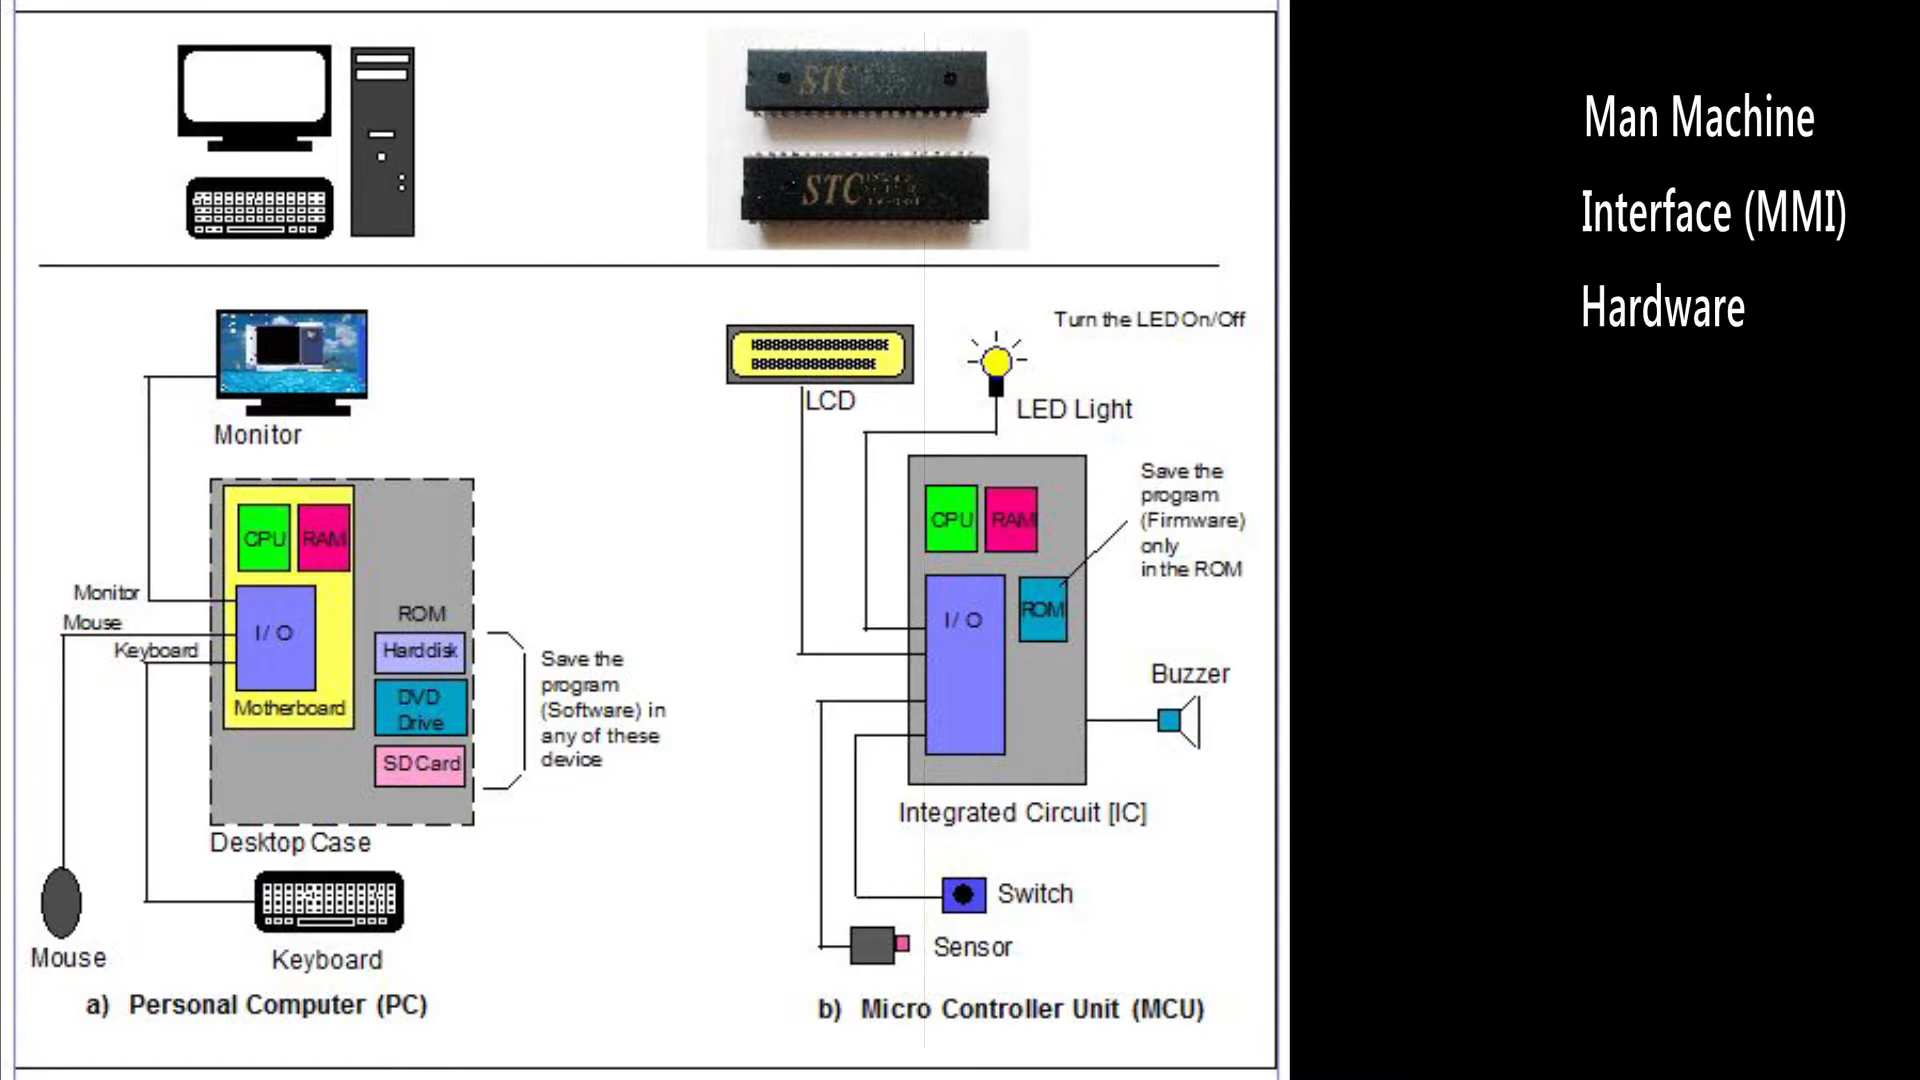 Man Machine
Interface (MMI)
Hardware
STC
STC
Monitor
CPU
RAM
Monitor
Mouse
Keyboard
I/O
Motherboard
ROM
Harddisk
DVD
Drive
SD Card
Save the
program
(Software) in
any of these
device
Desktop Case
Mouse
Keyboard
a) Personal Computer (PC)
Turn the LED On/Off
LCD
LED Light
CPU
RAM
I/O
ROM
Save the
program
(Firmware)
only
in the ROM
Buzzer
Integrated Circuit [IC]
Switch
Sensor
b) Micro Controller Unit (MCU)